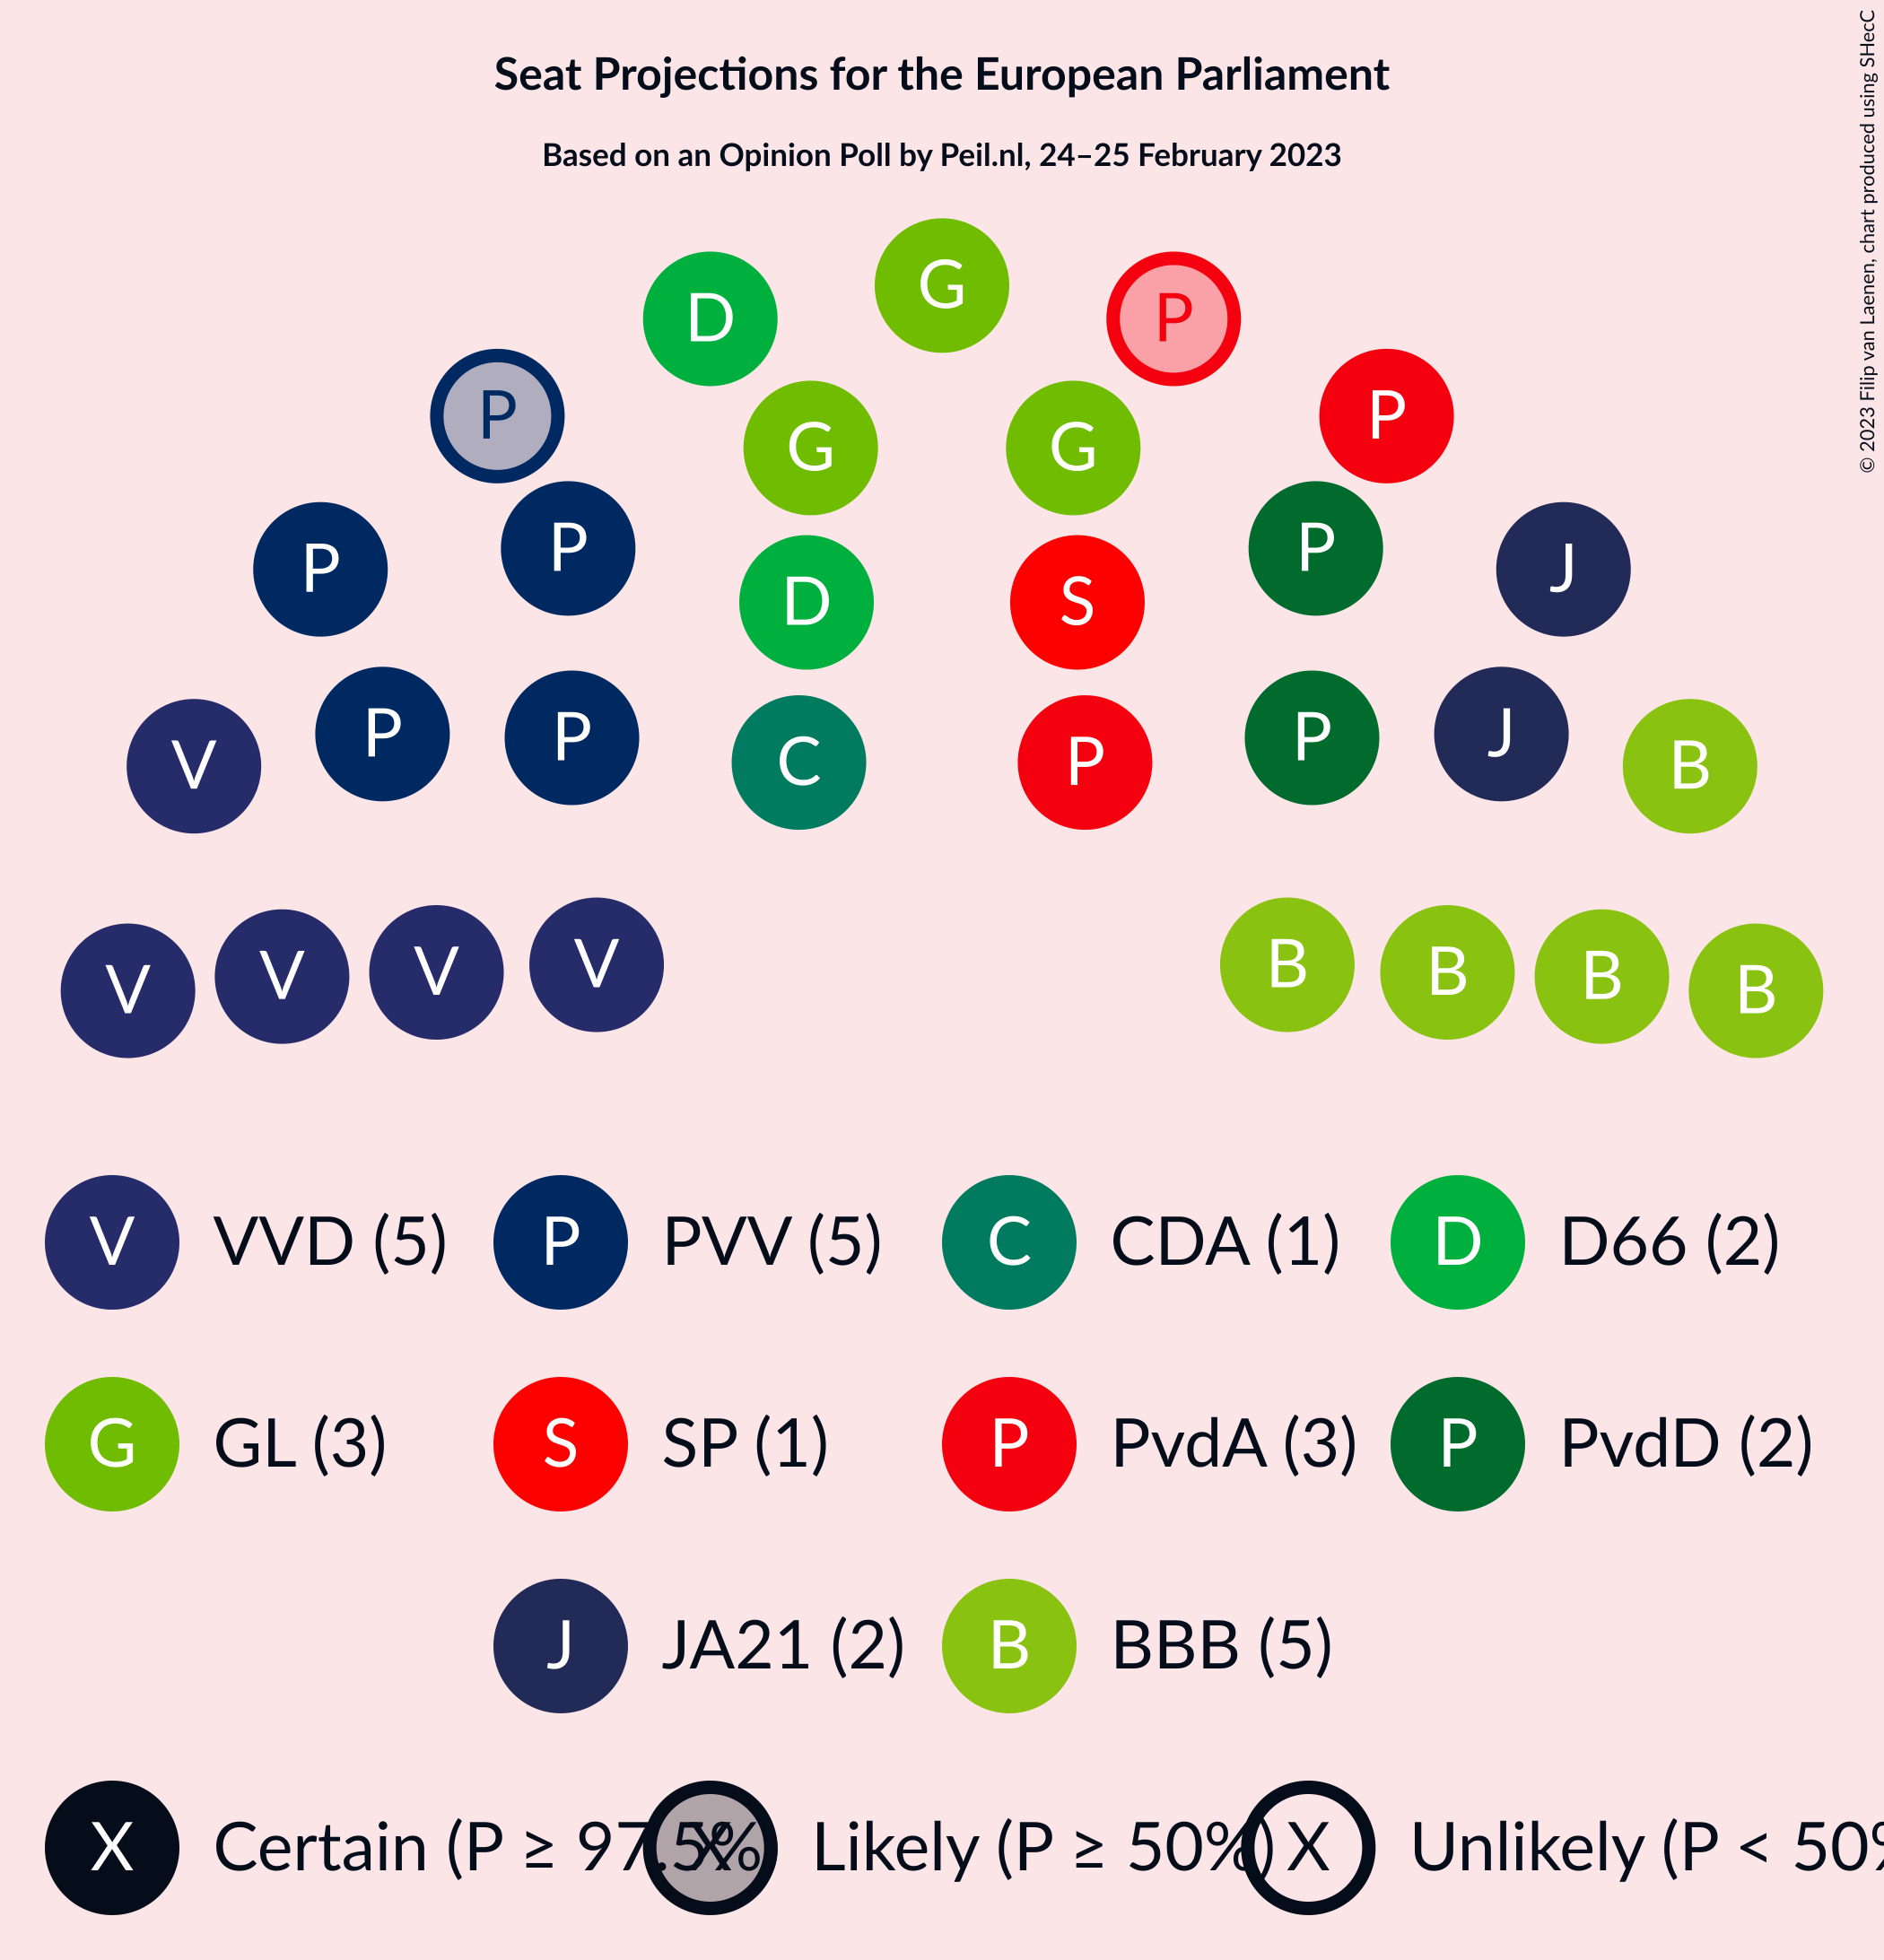 Seat Projections for the European Parliament
Based on an Opinion Poll by Peil.nl, 24–25 February 2023
© 2023 Filip van Laenen, chart produced using SHecC
G
D P
P P
G G
P P
P J
D S
P P
V B
P J
C P
V V
B B
V V
B B
V VVD (5) P PVV (5) C CDA (1) D D66 (2)
G GL (3) S SP (1) P PvdA (3) P PvdD (2)
J JA21 (2) B BBB (5)
X Certain (P ≥ 97.5% X Likely (P ≥ 50%) X Unlikely (P < 50%